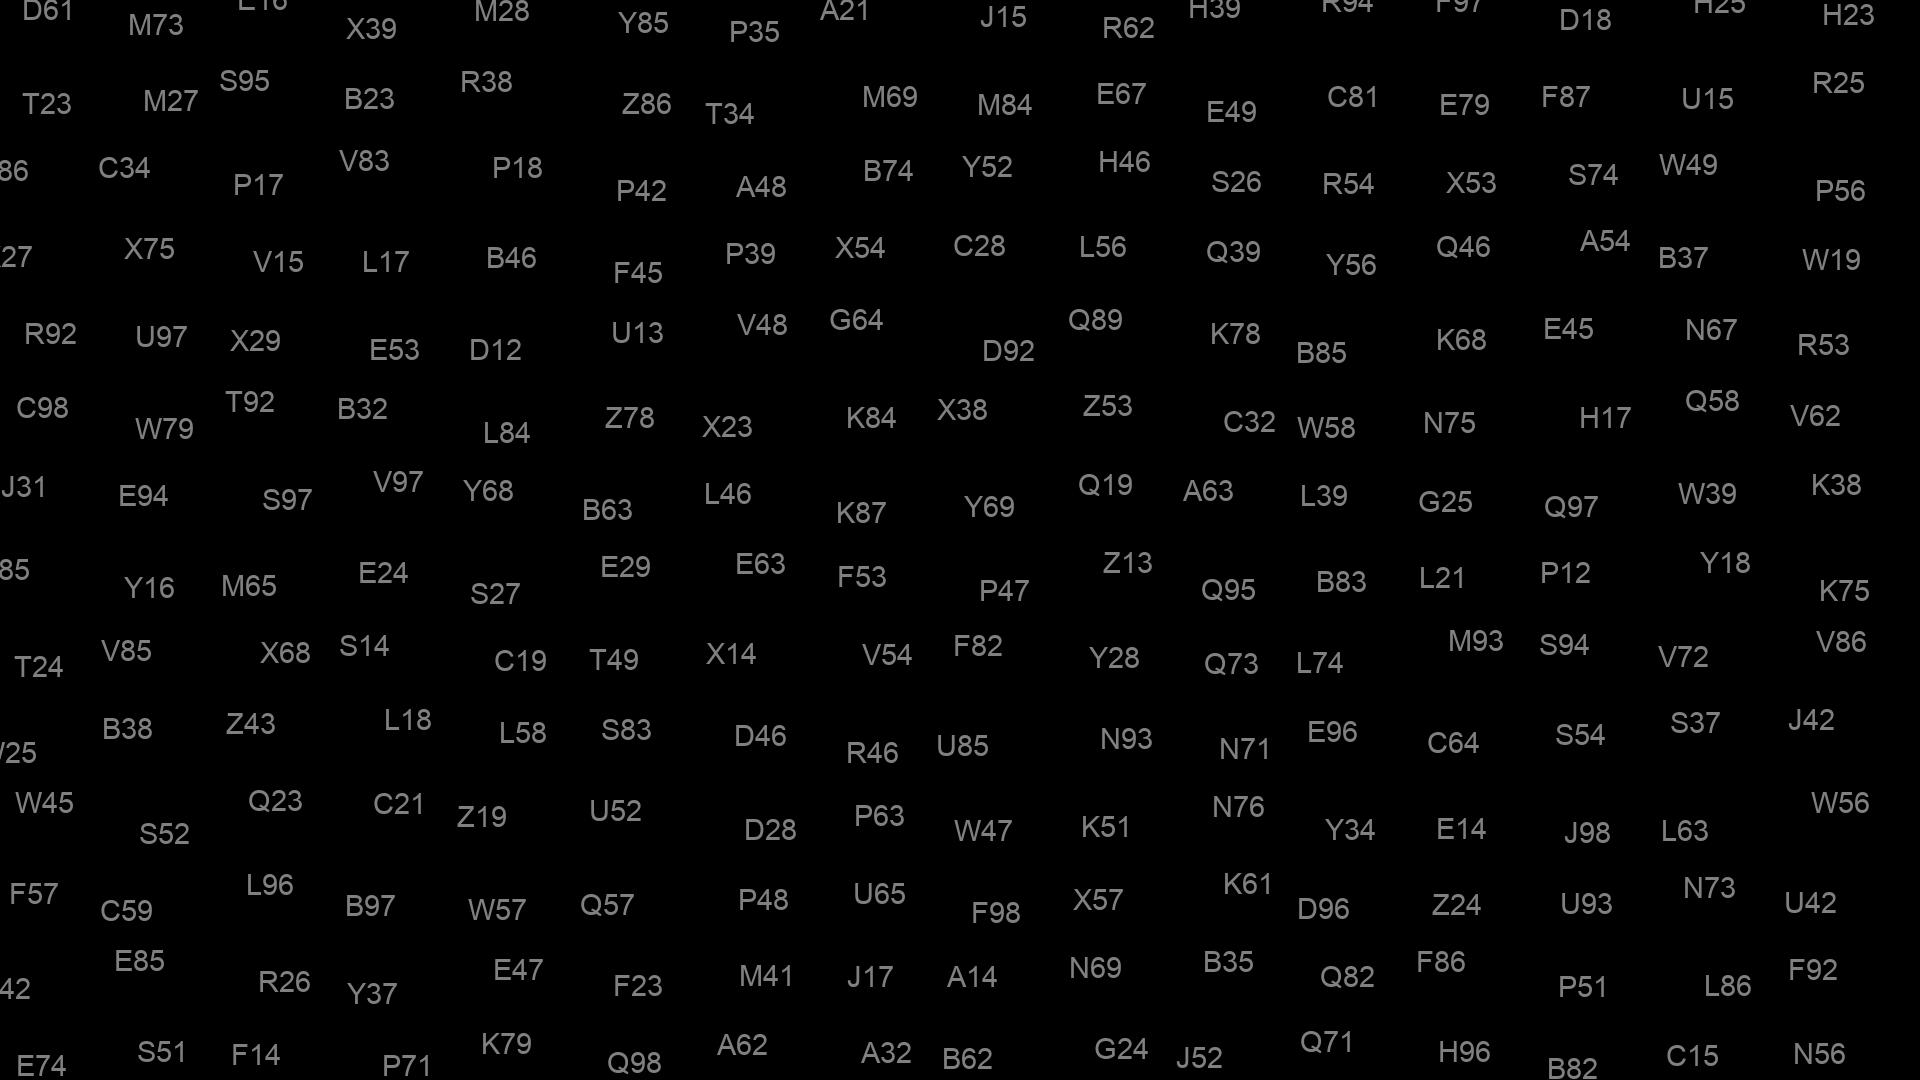 D61 M73 E16 X39 M28 Y85 P35 A21 J15 R62 H39 R94 F97 D18 H25 H23
T23 M27 S95 B23 R38 Z86 T34 M69 M84 E67 E49 C81 E79 F87 U15 R25
86 C34 P17 V83 P18 P42 A48 B74 Y52 H46 S26 R54 X53 S74 W49 P56
27 X75 V15 L17 B46 F45 P39 X54 C28 L56 Q39 Y56 Q46 A54 B37 W19
R92 U97 X29 E53 D12 U13 V48 G64 D92 Q89 K78 B85 K68 E45 N67 R53
C98 W79 T92 B32 L84 Z78 X23 K84 X38 Z53 C32 W58 N75 H17 Q58 V62
J31 E94 S97 V97 Y68 B63 L46 K87 Y69 Q19 A63 L39 G25 Q97 W39 K38
85 Y16 M65 E24 S27 E29 E63 F53 P47 Z13 Q95 B83 L21 P12 Y18 K75
T24 V85 X68 S14 C19 T49 X14 V54 F82 Y28 Q73 L74 M93 S94 V72 V86
25 B38 Z43 L18 L58 S83 D46 R46 U85 N93 N71 E96 C64 S54 S37 J42
W45 S52 Q23 C21 Z19 U52 D28 P63 W47 K51 N76 Y34 E14 J98 L63 W56
F57 C59 L96 B97 W57 Q57 P48 U65 F98 X57 K61 D96 Z24 U93 N73 U42
42 E85 R26 Y37 E47 F23 M41 J17 A14 N69 B35 Q82 F86 P51 L86 F92
E74 S51 F14 P71 K79 Q98 A62 A32 B62 G24 J52 Q71 H96 B82 C15 N56